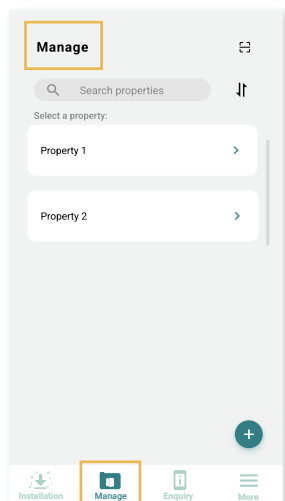 Manage
Search properties
Select a property:
Property 1
Property 2
Installation Manage Enquiry More